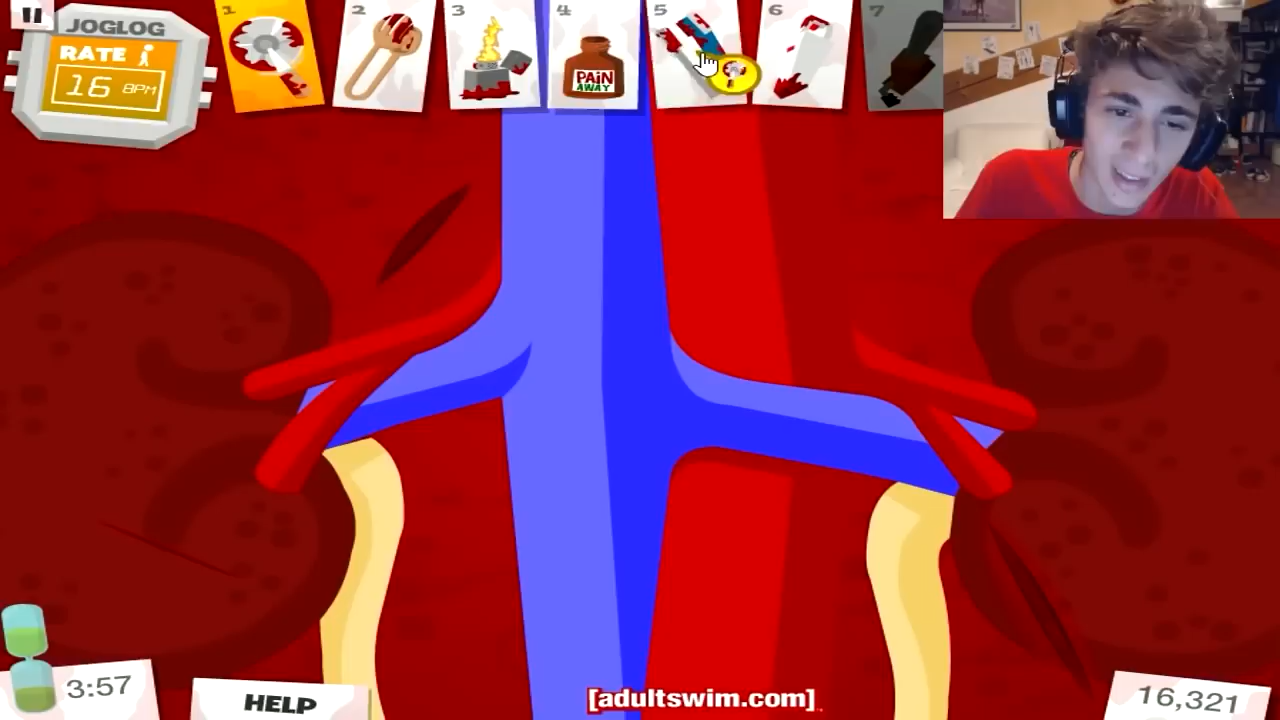 1 2 3 4 5 6 7
JOGLOG
RATE
16 BPM
PAIN
AWAY
3:57
HELP
[adultswim.com]
16,321